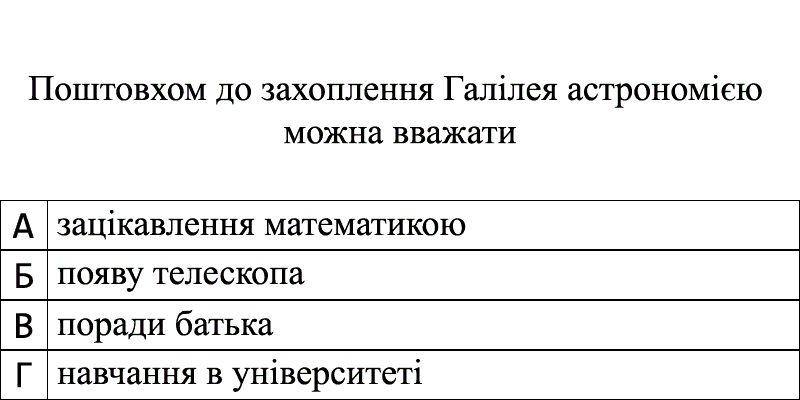 Поштовхом до захоплення Галілея астрономією
можна вважати
А зацікавлення математикою
Б появу телескопа
В поради батька
Г навчання в університеті